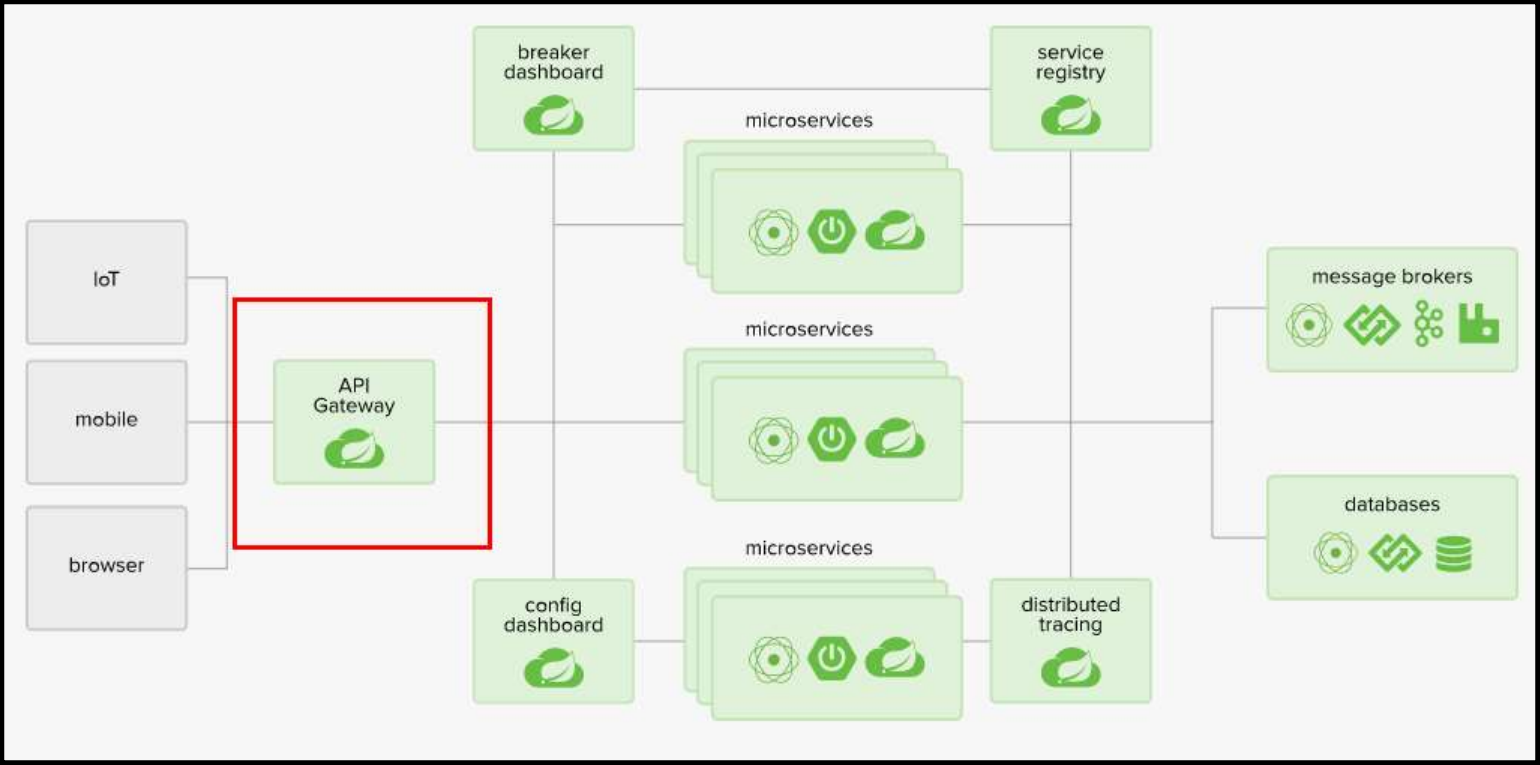 breaker
dashboard
service
registry
microservices
IoT
message brokers
microservices
API
Gateway
mobile
databases
microservices
browser
config
dashboard
distributed
tracing